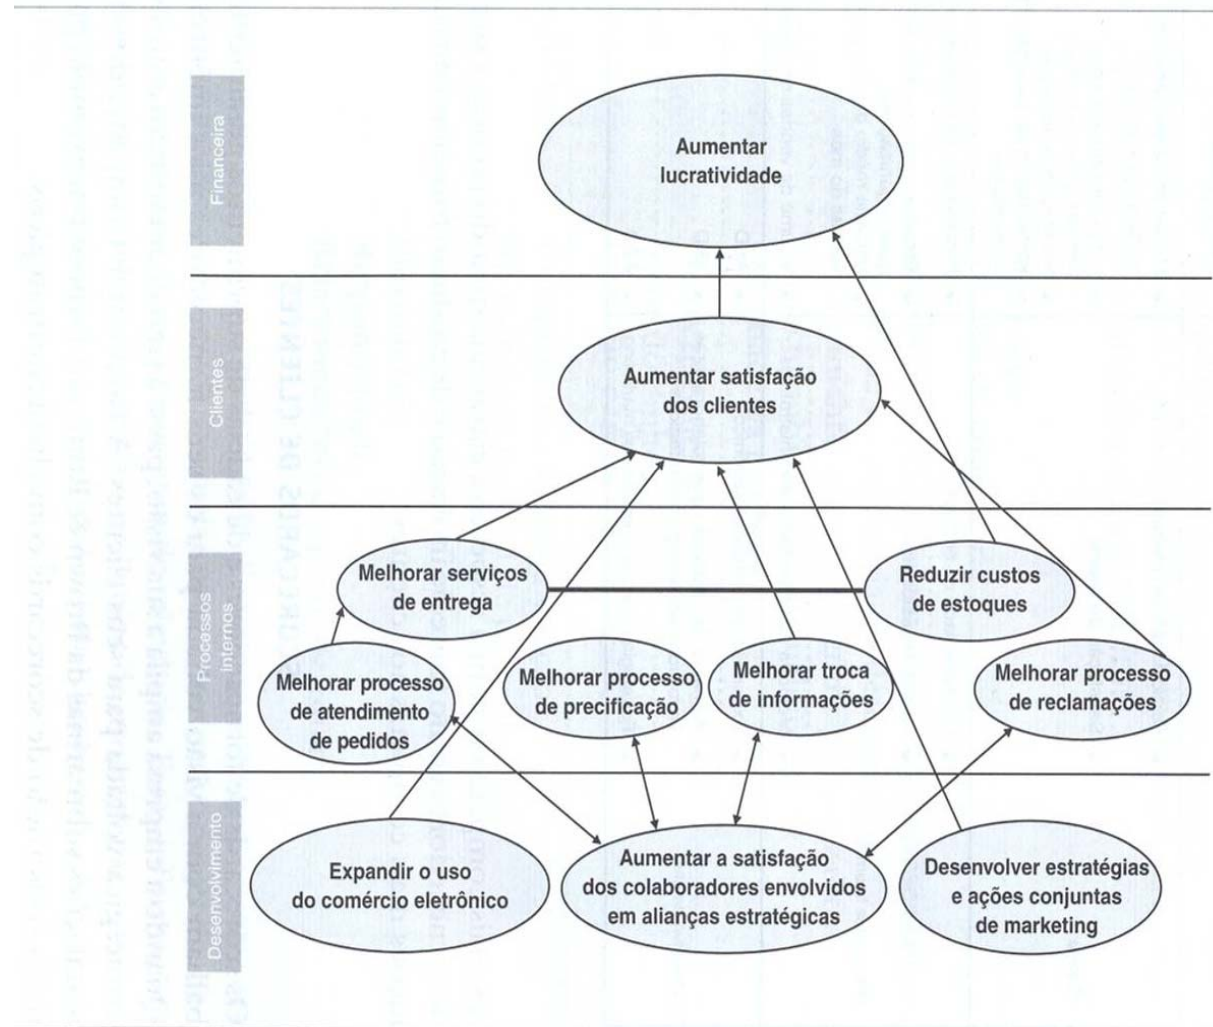 Financeira
Aumentar
lucratividade
Clientes
Aumentar satisfação
dos clientes
Processos
Internos
Melhorar serviços
de entrega
Reduzir custos
de estoques
Melhorar processo
de atendimento
de pedidos
Melhorar processo
de precificação
Melhorar troca
de informações
Melhorar processo
de reclamações
Desenvolvimento
Expandir o uso
do comércio eletrônico
Aumentar a satisfação
dos colaboradores envolvidos
em alianças estratégicas
Desenvolver estratégias
e ações conjuntas
de marketing